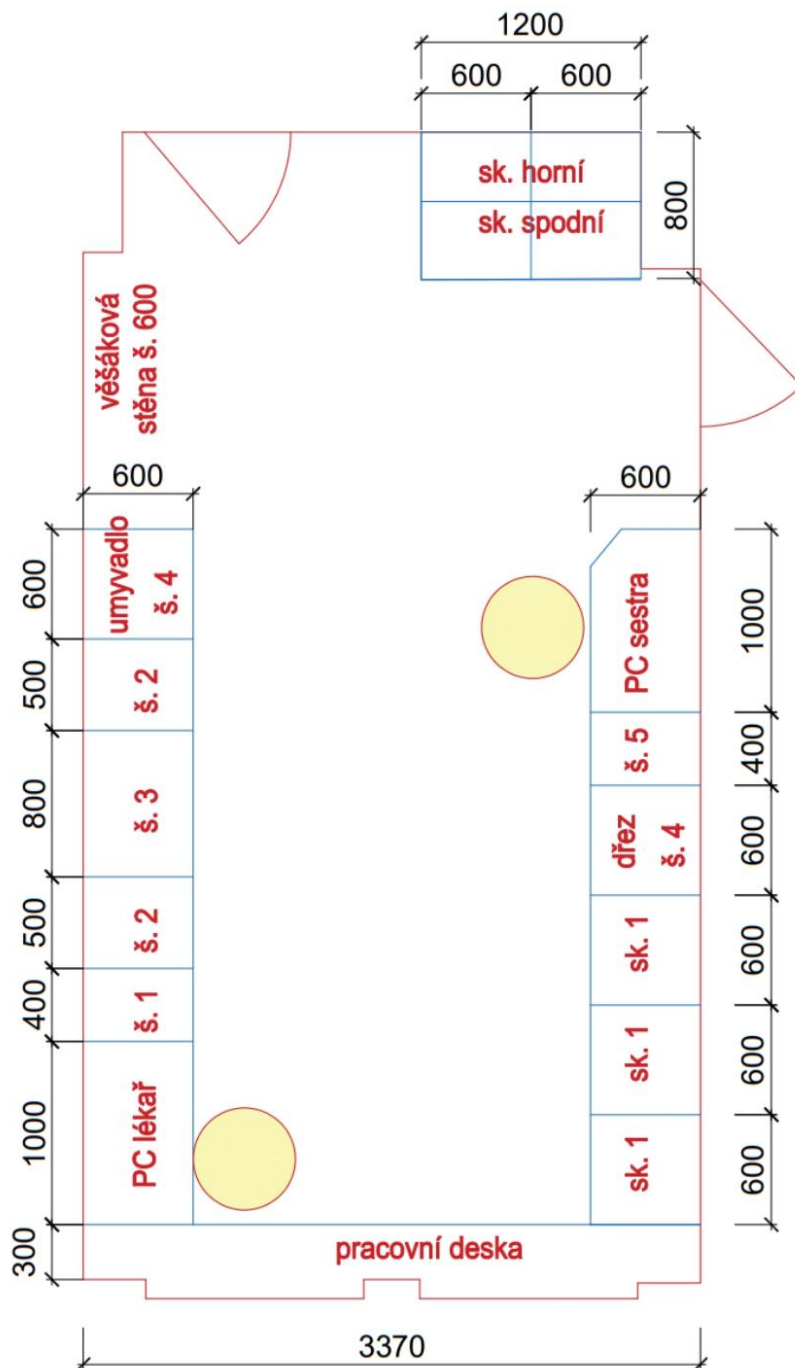 1200
600
600
sk. horní
sk. spodní
800
věšáková
stěna š. 600
600
600
umyvadlo
š. 4
600
š. 2
500
š. 3
800
š. 2
500
š. 1
400
PC lékař
1000
300
PC sestra
1000
š. 5
400
dřez
š. 4
600
sk. 1
600
sk. 1
600
sk. 1
600
pracovní deska
3370